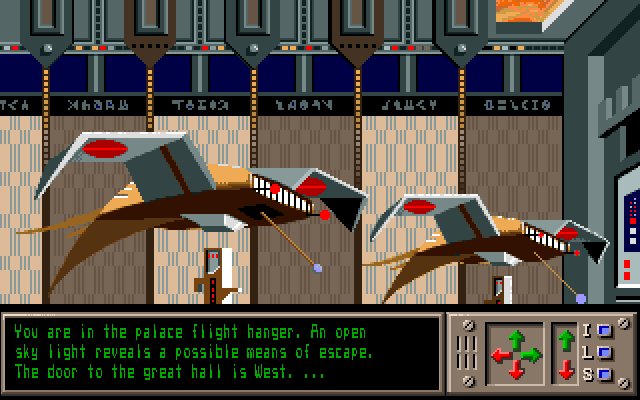 You are in the palace flight hanger. An open
sky light reveals a possible means of escape.
The door to the great hall is West. ...
I
L
S